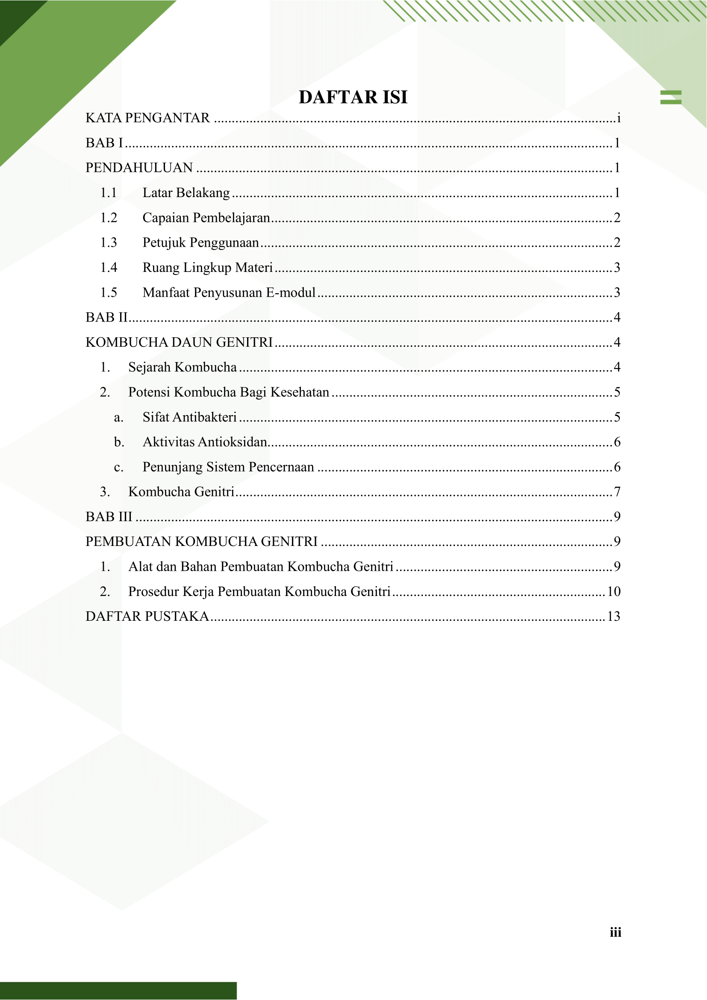 DAFTAR ISI
KATA PENGANTAR ........ i
BAB I ........ 1
PENDAHULUAN ........ 1
1.1 Latar Belakang ........ 1
1.2 Capaian Pembelajaran ........ 2
1.3 Petujuk Penggunaan ........ 2
1.4 Ruang Lingkup Materi ........ 3
1.5 Manfaat Penyusunan E-modul ........ 3
BAB II ........ 4
KOMBUCHA DAUN GENITRI ........ 4
1. Sejarah Kombucha ........ 4
2. Potensi Kombucha Bagi Kesehatan ........ 5
a. Sifat Antibakteri ........ 5
b. Aktivitas Antioksidan ........ 6
c. Penunjang Sistem Pencernaan ........ 6
3. Kombucha Genitri ........ 7
BAB III ........ 9
PEMBUATAN KOMBUCHA GENITRI ........ 9
1. Alat dan Bahan Pembuatan Kombucha Genitri ........ 9
2. Prosedur Kerja Pembuatan Kombucha Genitri ........ 10
DAFTAR PUSTAKA ........ 13
iii